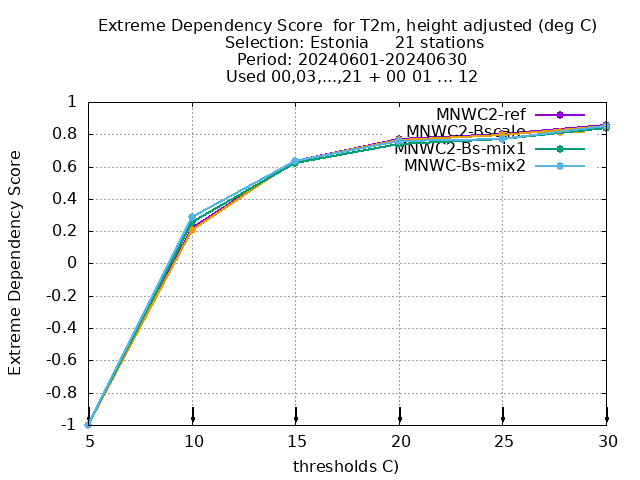 Extreme Dependency Score  for T2m, height adjusted (deg C)
Selection: Estonia     21 stations
Period: 20240601-20240630
Used 00,03,...,21 + 00 01 ... 12
Extreme Dependency Score
1
0.8
0.6
0.4
0.2
0
-0.2
-0.4
-0.6
-0.8
-1
MNWC2-ref
MNWC2-Bscale
MNWC2-Bs-mix1
MNWC-Bs-mix2
5 10 15 20 25 30
thresholds C)